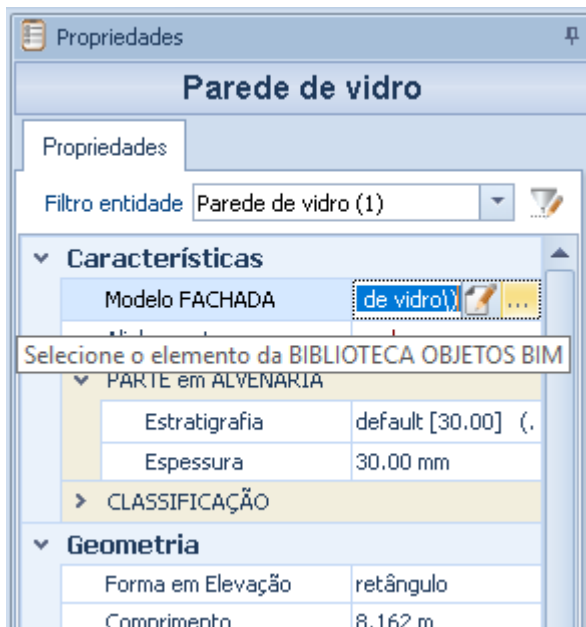 Propriedades
Parede de vidro
Propriedades
Filtro entidade Parede de vidro (1)
Características
Modelo FACHADA de vidro\) ...
Selecione o elemento da BIBLIOTECA OBJETOS BIM
PARTE em ALVENARIA
Estratigrafia default [30.00] (.
Espessura 30.00 mm
CLASSIFICAÇÃO
Geometria
Forma em Elevação retângulo
Comprimento 8.162 m